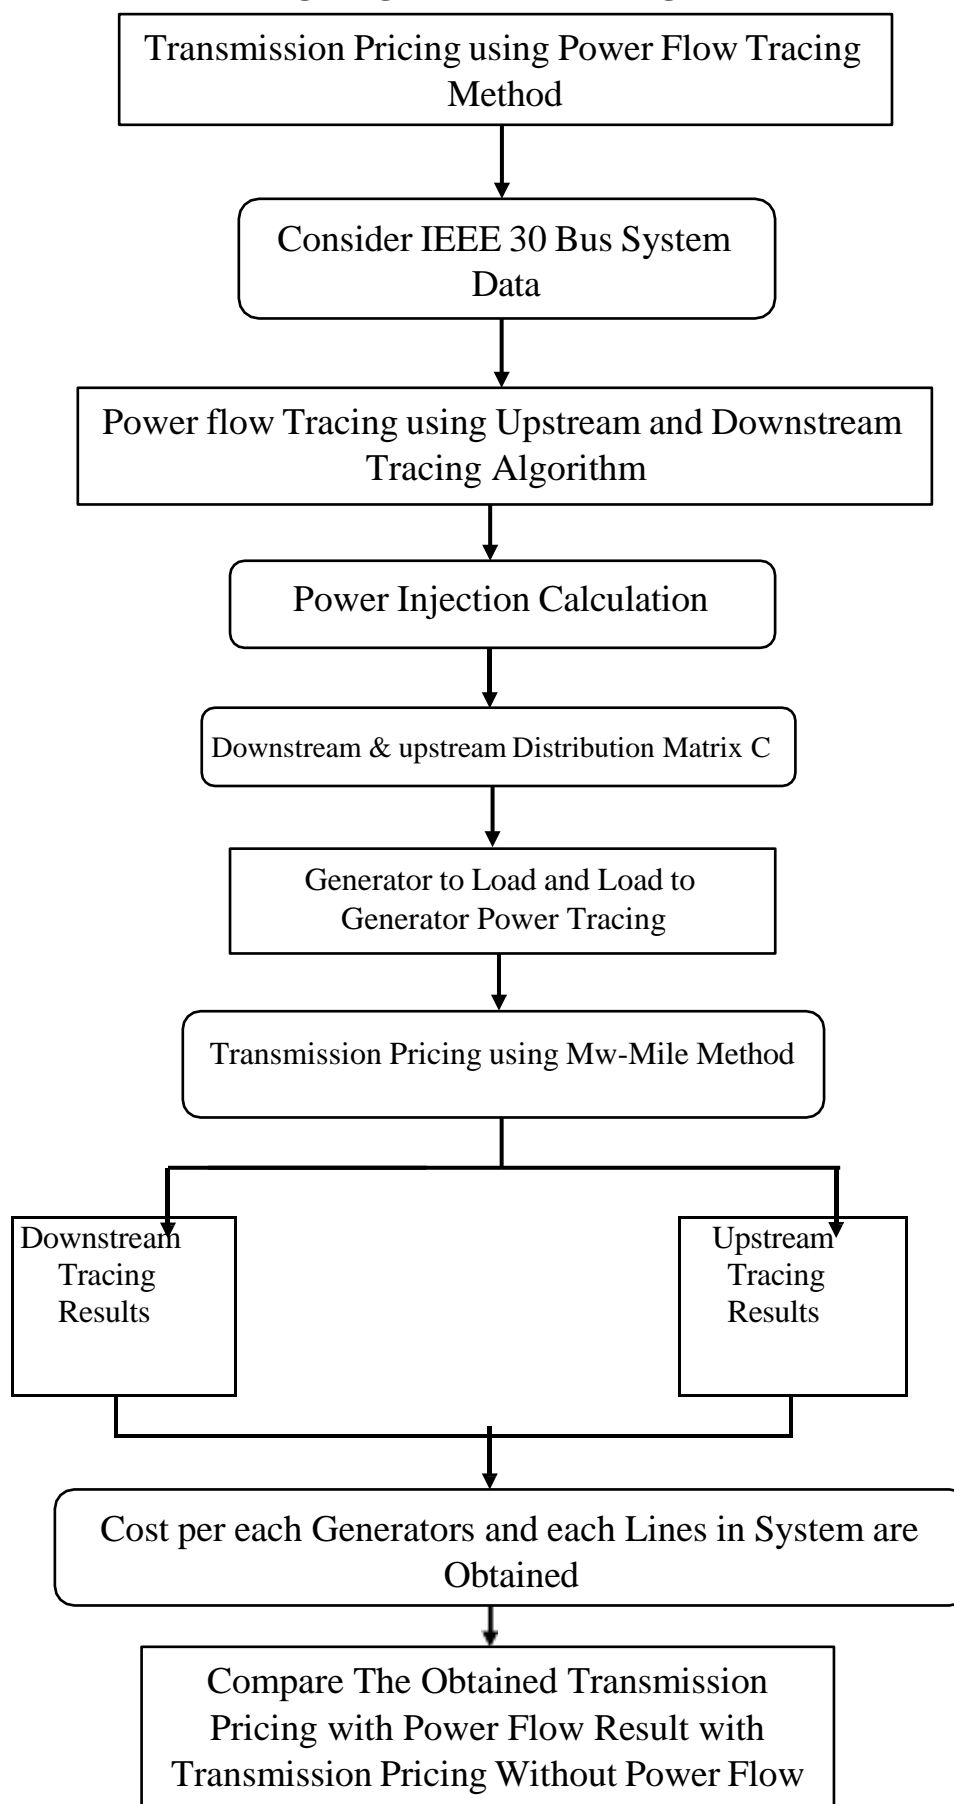 Transmission Pricing using Power Flow Tracing
Method
Consider IEEE 30 Bus System
Data
Power flow Tracing using Upstream and Downstream
Tracing Algorithm
Power Injection Calculation
Downstream & upstream Distribution Matrix C
Generator to Load and Load to
Generator Power Tracing
Transmission Pricing using Mw-Mile Method
Downstream
Tracing
Results
Upstream
Tracing
Results
Cost per each Generators and each Lines in System are
Obtained
Compare The Obtained Transmission
Pricing with Power Flow Result with
Transmission Pricing Without Power Flow